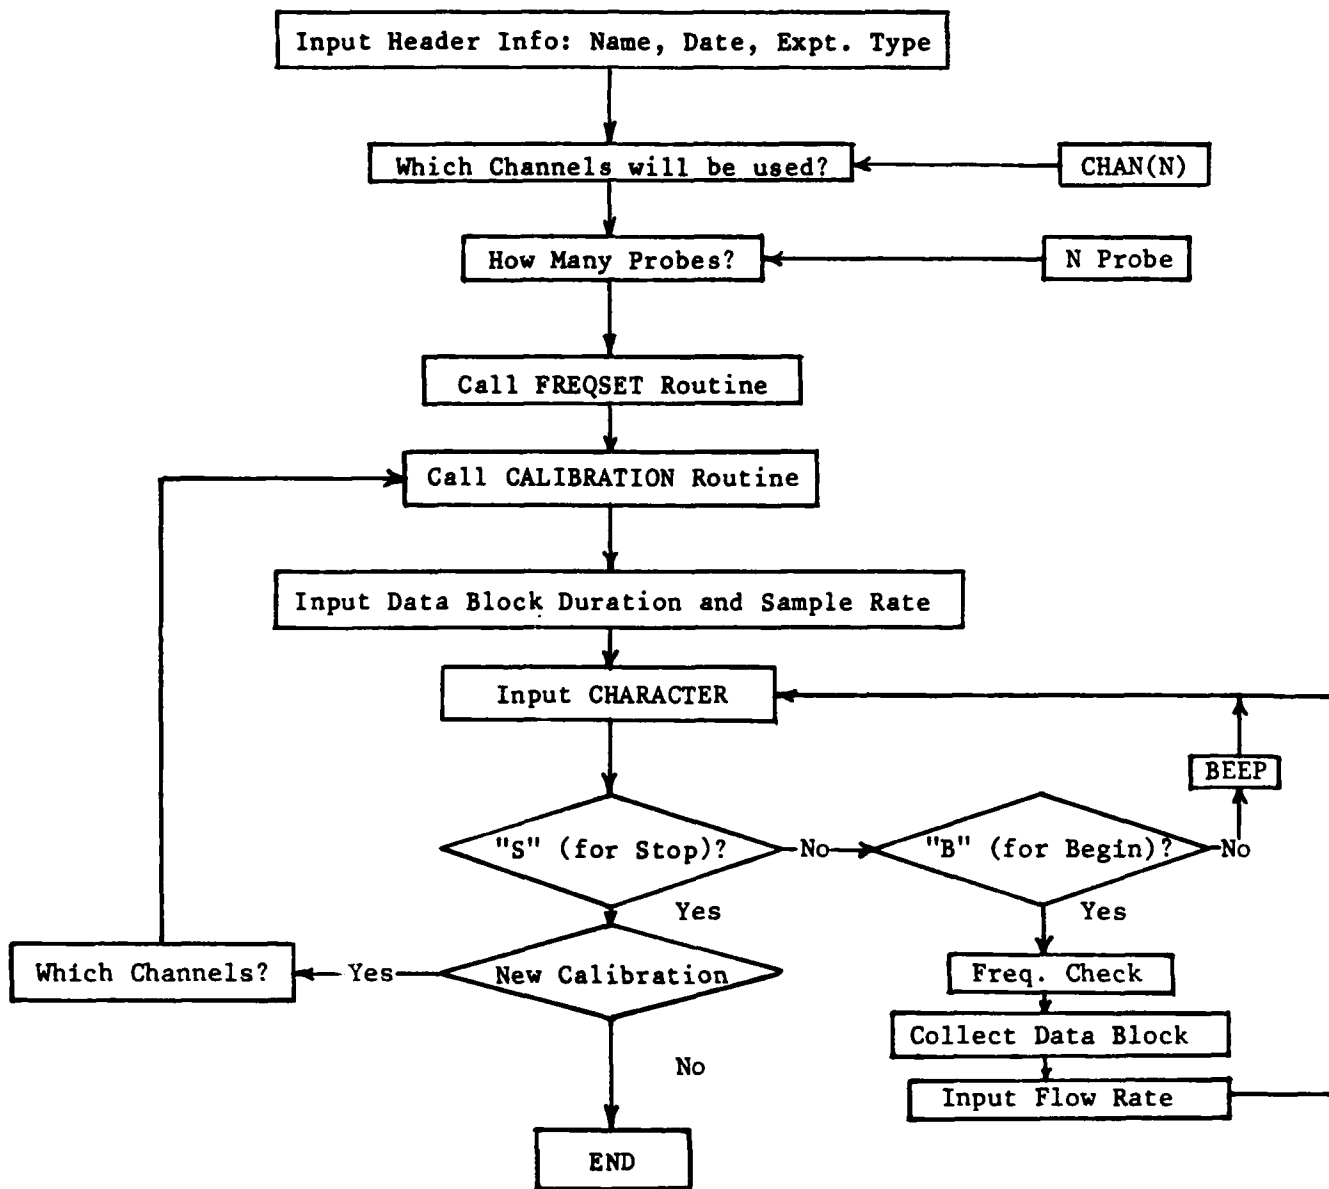 Input Header Info: Name, Date, Expt. Type
Which Channels will be used?
CHAN(N)
How Many Probes?
N Probe
Call FREQSET Routine
Call CALIBRATION Routine
Input Data Block Duration and Sample Rate
Input CHARACTER
BEEP
"S" (for Stop)?
No
"B" (for Begin)?
No
Yes
Yes
Which Channels?
Yes
New Calibration
Freq. Check
Collect Data Block
No
Input Flow Rate
END